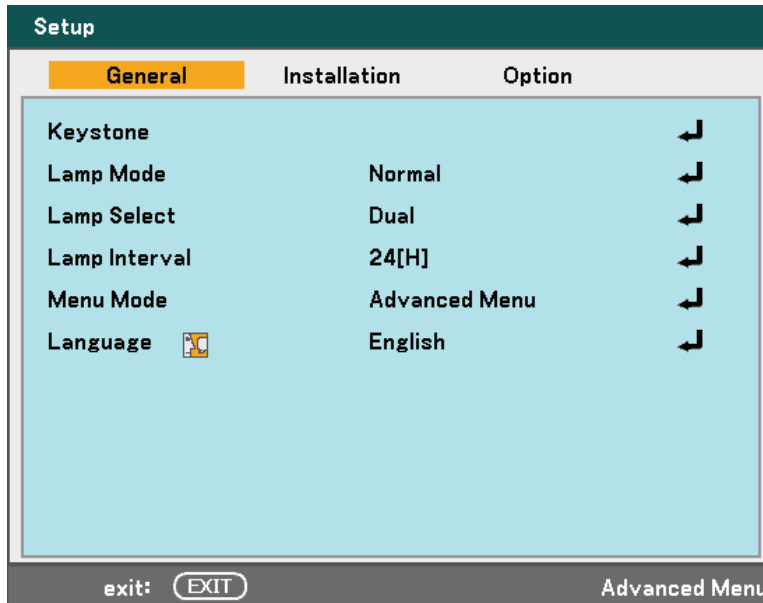 Setup
General Installation Option
Keystone
Lamp Mode Normal
Lamp Select Dual
Lamp Interval 24[H]
Menu Mode Advanced Menu
Language English
exit: EXIT Advanced Menu